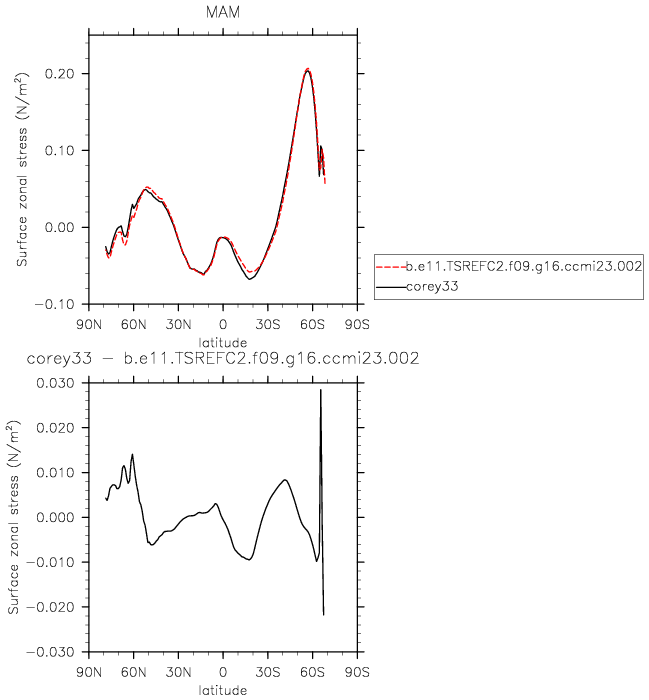 MAM
Surface zonal stress (N/m²)
0.20
0.10
0.00
−0.10
90N 60N 30N 0 30S 60S 90S
latitude
b.e11.TSREFC2.f09.g16.ccmi23.002
corey33
corey33 − b.e11.TSREFC2.f09.g16.ccmi23.002
Surface zonal stress (N/m²)
0.030
0.020
0.010
0.000
−0.010
−0.020
−0.030
90N 60N 30N 0 30S 60S 90S
latitude